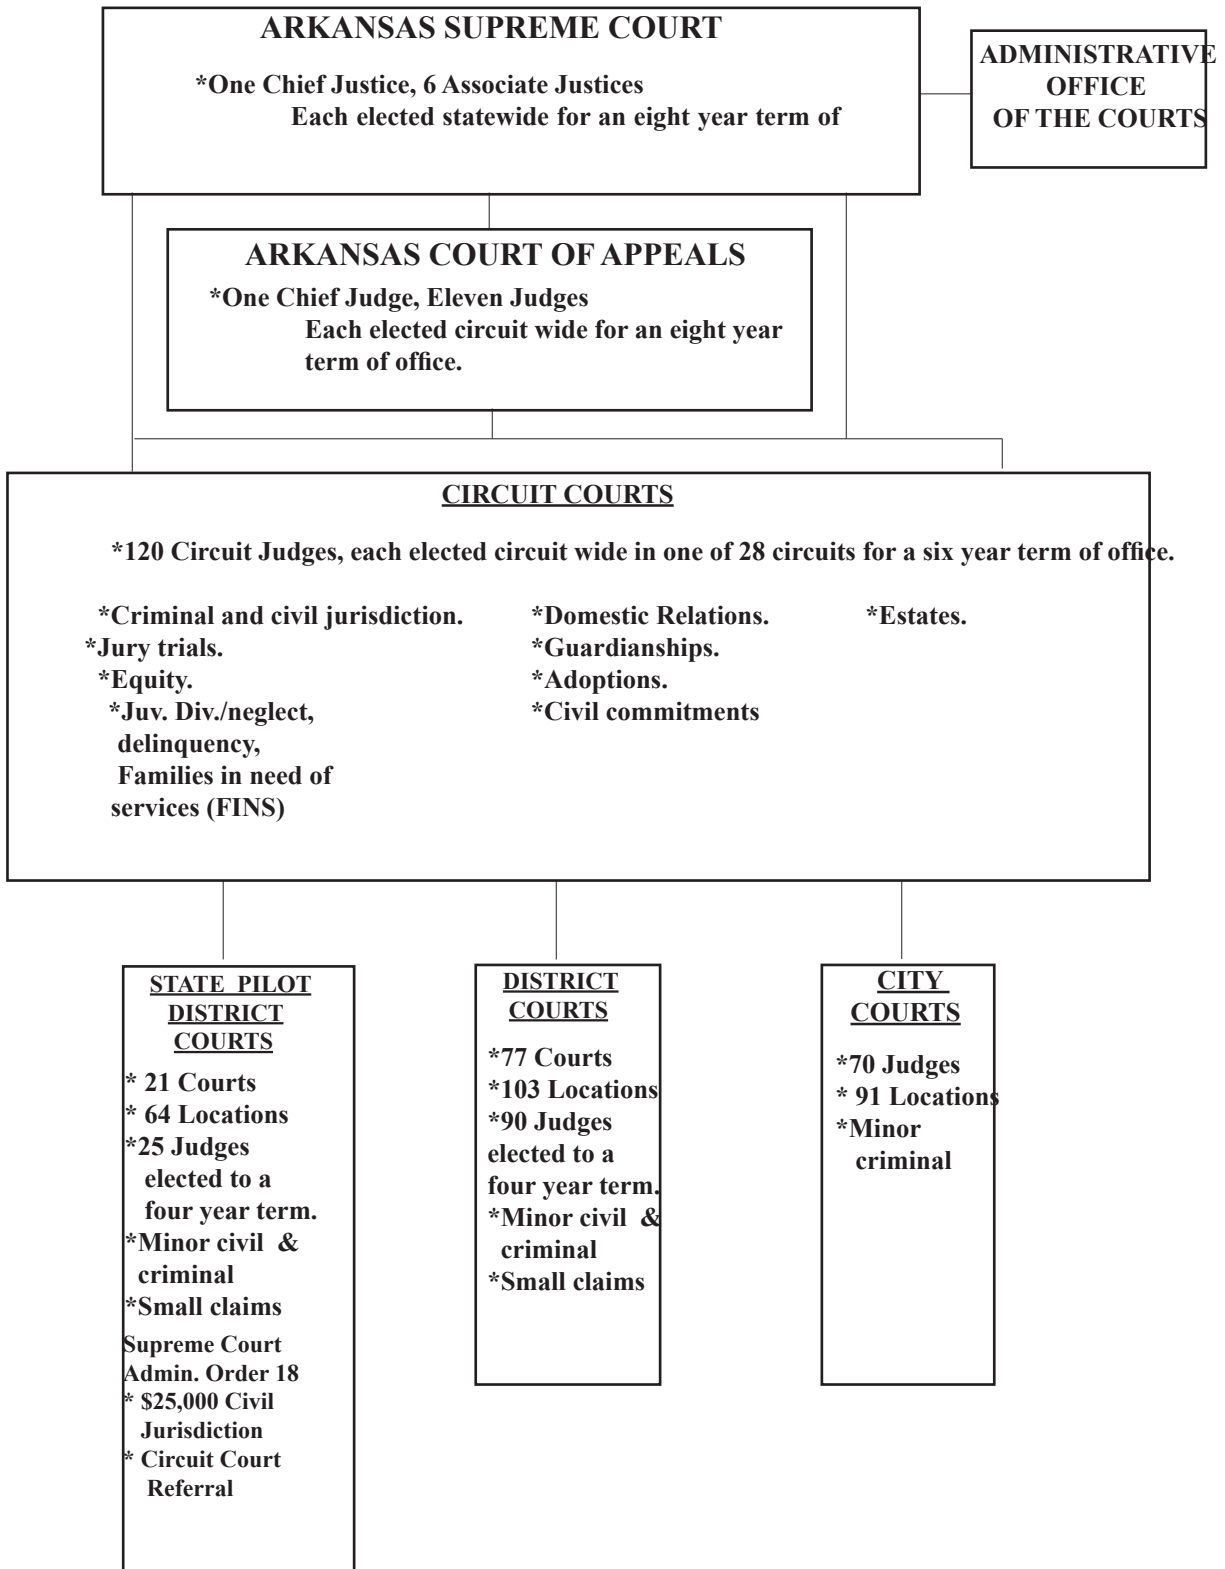 ARKANSAS SUPREME COURT
*One Chief Justice, 6 Associate Justices
Each elected statewide for an eight year term of
ADMINISTRATIVE
OFFICE
OF THE COURTS
ARKANSAS COURT OF APPEALS
*One Chief Judge, Eleven Judges
Each elected circuit wide for an eight year
term of office.
CIRCUIT COURTS
*120 Circuit Judges, each elected circuit wide in one of 28 circuits for a six year term of office.
*Criminal and civil jurisdiction.
*Jury trials.
*Equity.
*Juv. Div./neglect,
delinquency,
Families in need of
services (FINS)
*Domestic Relations.
*Guardianships.
*Adoptions.
*Civil commitments
*Estates.
STATE PILOT
DISTRICT
COURTS
* 21 Courts
* 64 Locations
*25 Judges
elected to a
four year term.
*Minor civil &
criminal
*Small claims
Supreme Court
Admin. Order 18
* $25,000 Civil
Jurisdiction
* Circuit Court
Referral
DISTRICT
COURTS
*77 Courts
*103 Locations
*90 Judges
elected to a
four year term.
*Minor civil &
criminal
*Small claims
CITY
COURTS
*70 Judges
* 91 Locations
*Minor
criminal